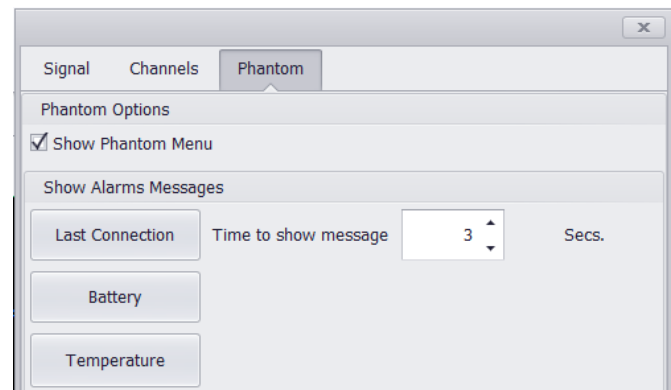 Signal Channels Phantom
Phantom Options
Show Phantom Menu
Show Alarms Messages
Last Connection Time to show message 3 Secs.
Battery
Temperature